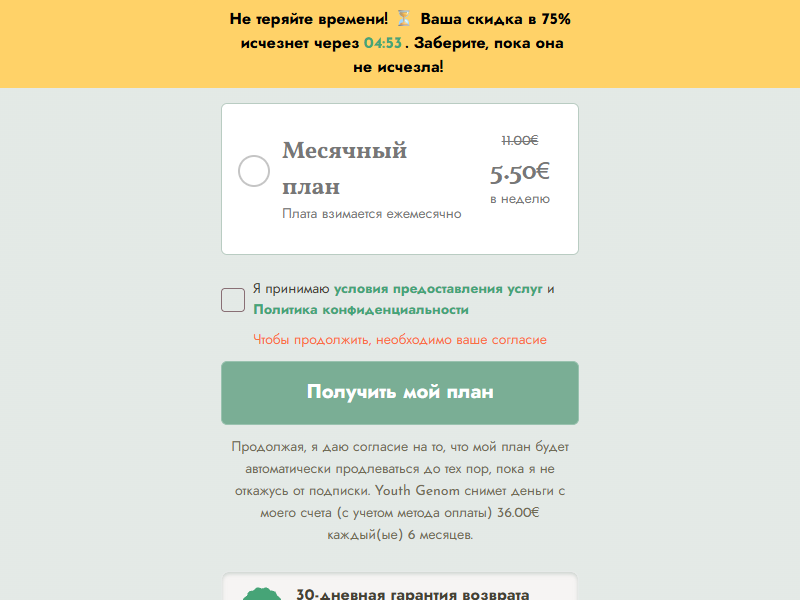 Не теряйте времени! ⏳ Ваша скидка в 75%
исчезнет через 04:53 . Заберите, пока она
не исчезла!
Месячный
план
Плата взимается ежемесячно
11.00€
5.50€
в неделю
Я принимаю условия предоставления услуг и
Политика конфиденциальности
Чтобы продолжить, необходимо ваше согласие
Получить мой план
Продолжая, я даю согласие на то, что мой план будет
автоматически продлеваться до тех пор, пока я не
откажусь от подписки. Youth Genom снимет деньги с
моего счета (с учетом метода оплаты) 36.00€
каждый(ые) 6 месяцев.
30-дневная гарантия возврата